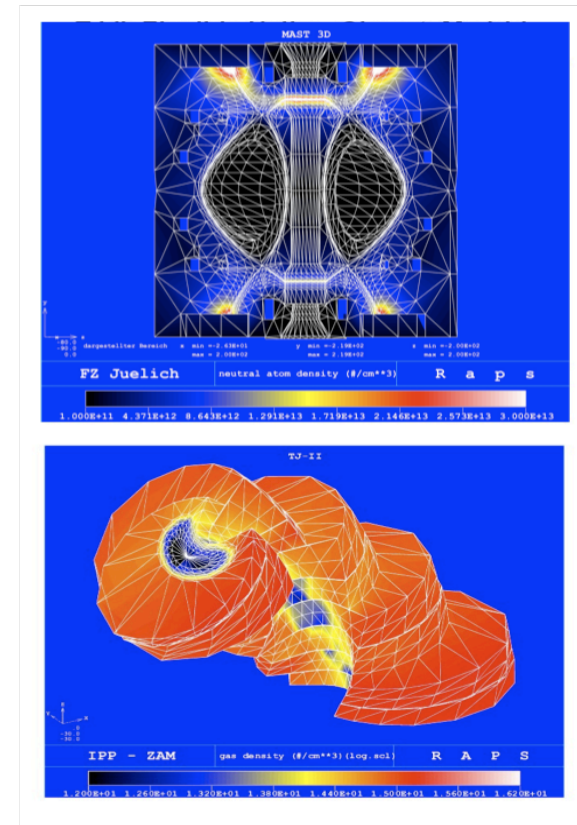 MAST 3D
dargestellter Bereich x min =-2.63E+01 y min =-2.19E+02 z min =-2.00E+02
max = 2.00E+02 max = 2.19E+02 max = 2.00E+02
FZ Juelich neutral atom density (#/cm**3) R a p s
1.000E+11 4.371E+12 8.643E+12 1.291E+13 1.719E+13 2.146E+13 2.573E+13 3.000E+13
TJ-II
IPP - ZAM gas density (#/cm**3)(log.scl) R A P S
1.200E+01 1.260E+01 1.320E+01 1.380E+01 1.440E+01 1.500E+01 1.560E+01 1.620E+01